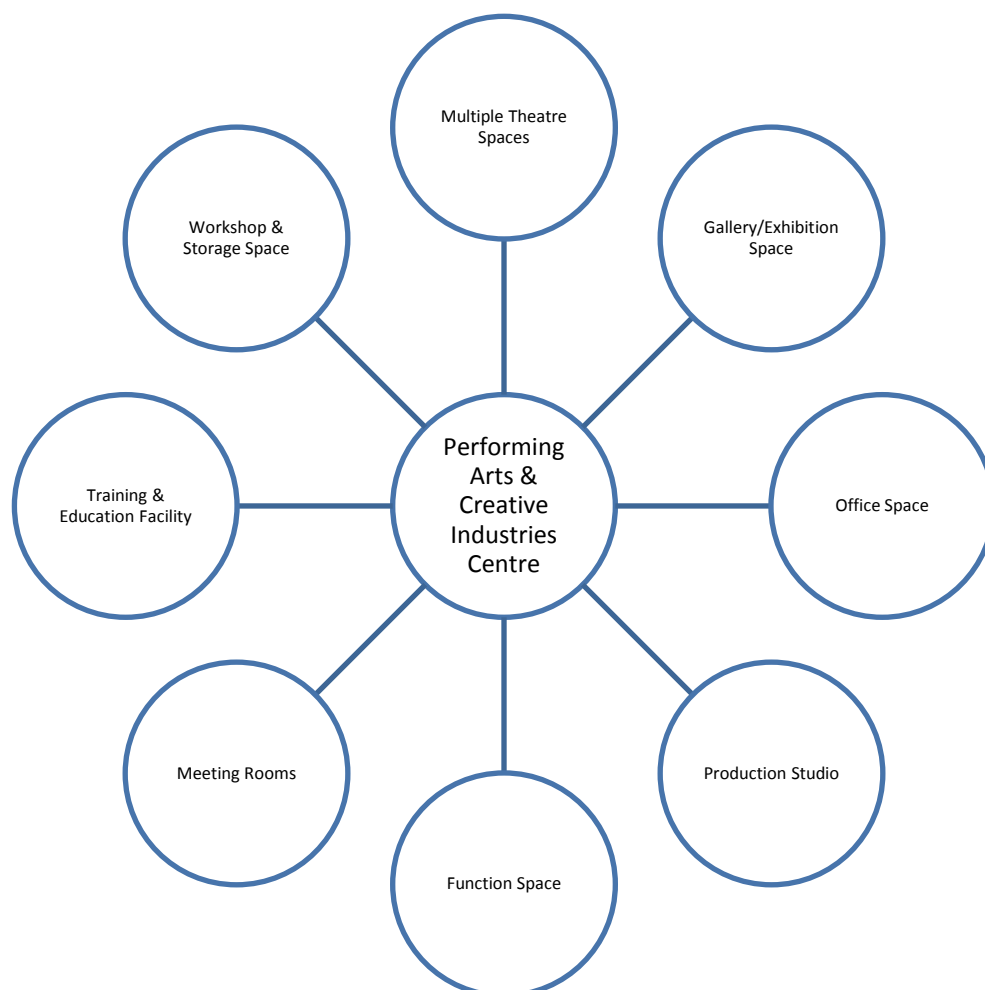 Multiple Theatre
Spaces
Workshop &
Storage Space
Gallery/Exhibition
Space
Performing
Arts &
Creative
Industries
Centre
Training &
Education Facility
Office Space
Meeting Rooms
Production Studio
Function Space